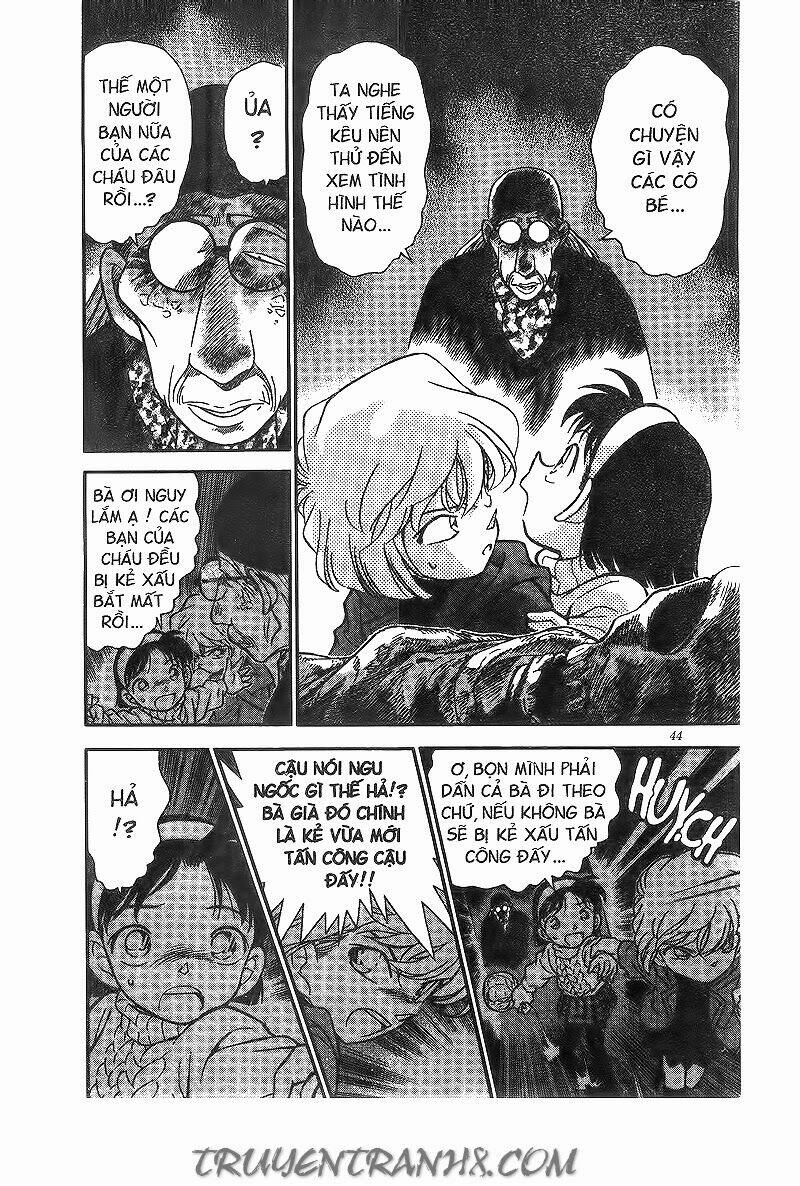 CÓ
CHUYỆN
GÌ VẬY
CÁC CÔ
BÉ...
TA NGHE
THẤY TIẾNG
KÊU NÊN
THỬ ĐẾN
XEM TÌNH
HÌNH THẾ
NÀO...
ỦA
?
THẾ MỘT
NGƯỜI
BẠN NỮA
CỦA CÁC
CHÁU ĐÂU
RỒI...?
BÀ ƠI NGUY
LẮM Ạ! CÁC
BẠN CỦA
CHÁU ĐỀU
BỊ KẺ XẤU
BẮT MẤT
RỒI...
44
HUỴCH
Ơ, BỌN MÌNH PHẢI
DẤN CẢ BÀ ĐI THEO
CHỨ, NẾU KHÔNG BÀ
SẼ BỊ KẺ XẤU TẤN
CÔNG ĐẤY...
CẬU NÓI NGU
NGỐC GÌ THẾ HẢ!?
BÀ GIÀ ĐÓ CHÍNH
LÀ KẺ VỪA MỚI
TẤN CÔNG CẬU
ĐẤY!!
HẢ
!?
TRUYENTRANH8.COM